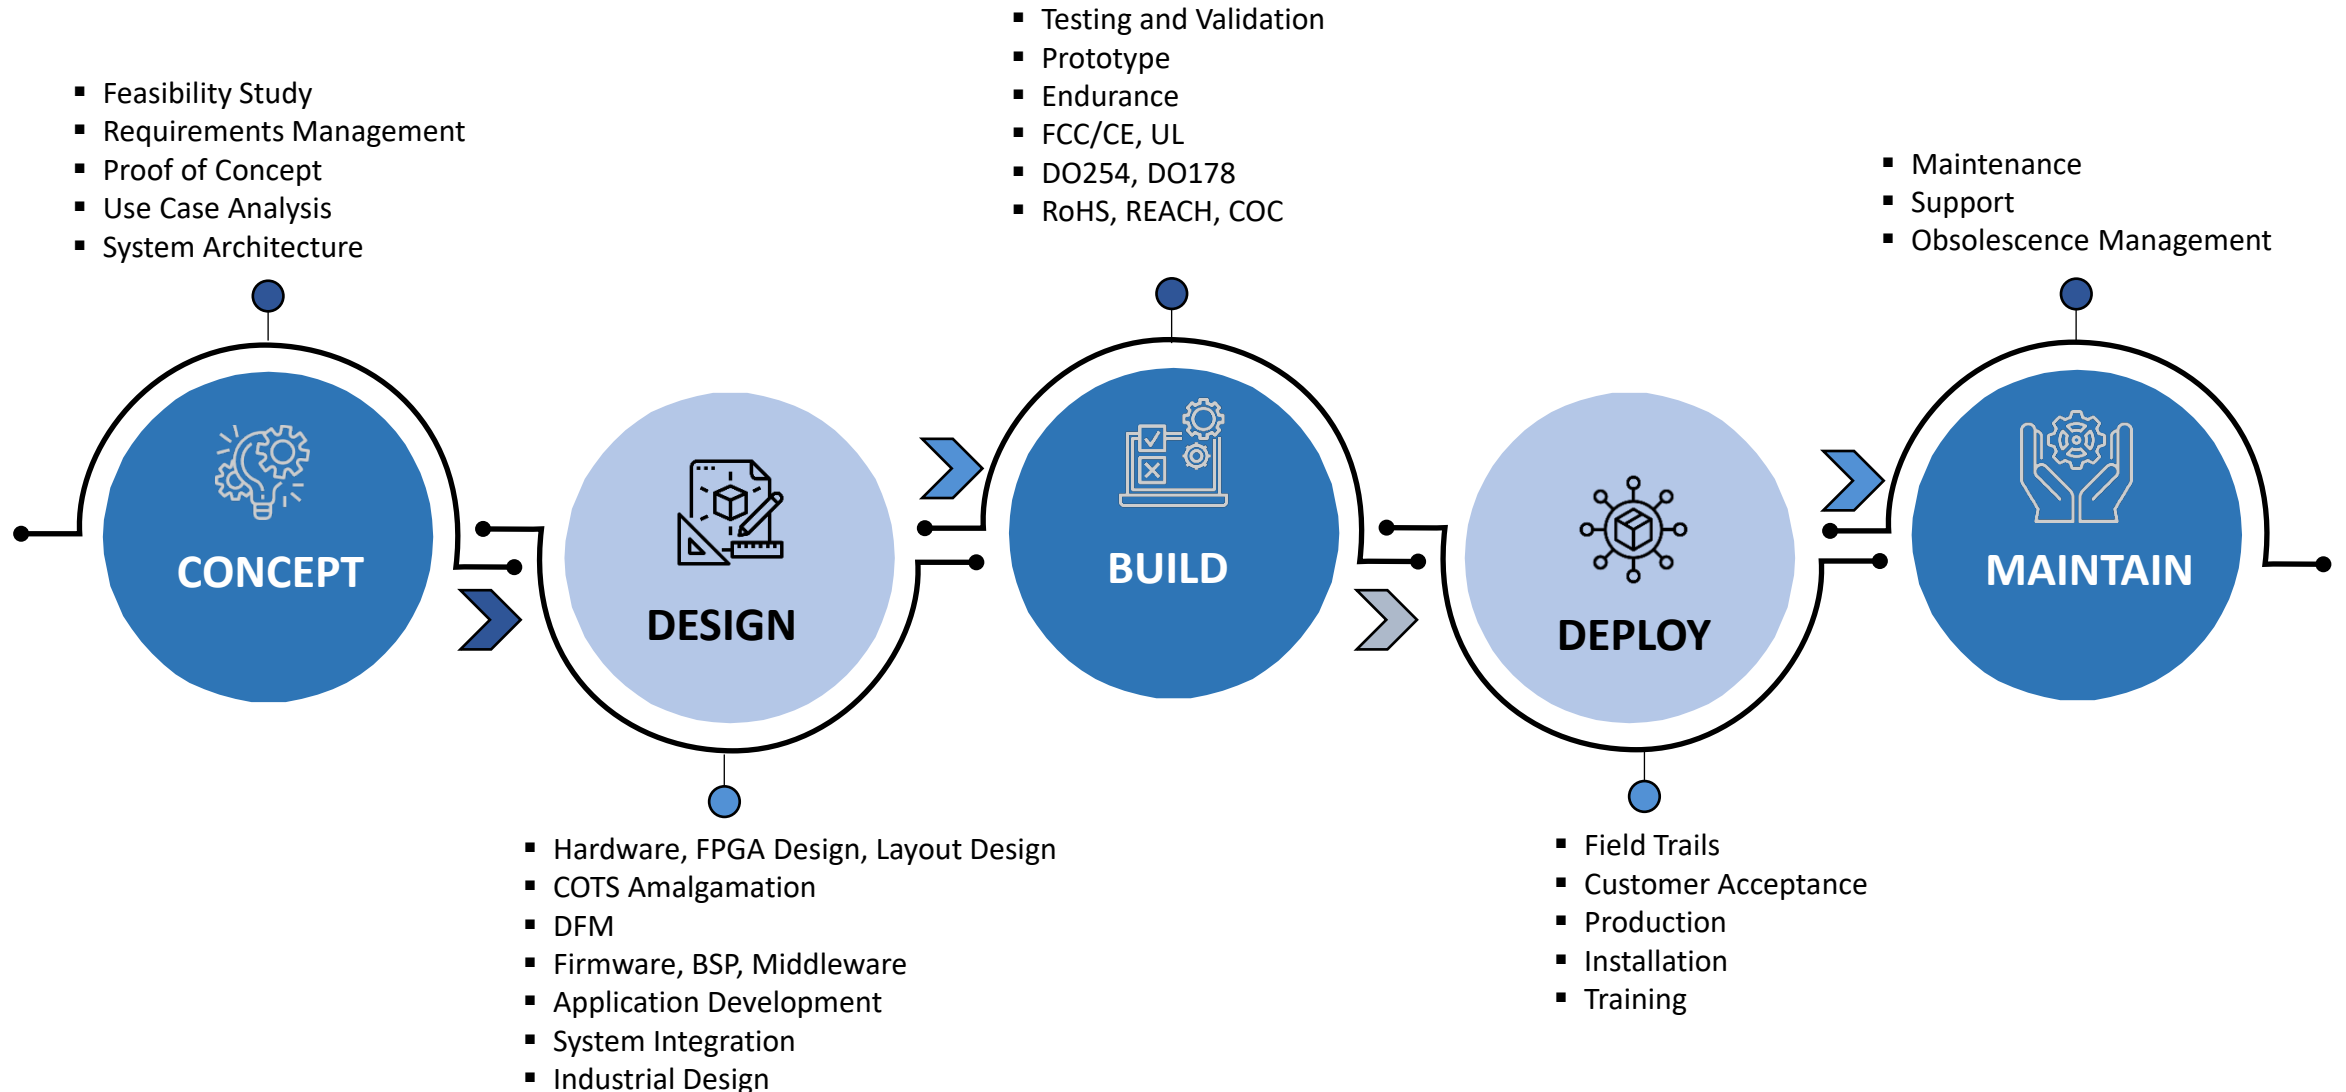 Feasibility Study
Requirements Management
Proof of Concept
Use Case Analysis
System Architecture
CONCEPT
DESIGN
Hardware, FPGA Design, Layout Design
COTS Amalgamation
DFM
Firmware, BSP, Middleware
Application Development
System Integration
Industrial Design
Testing and Validation
Prototype
Endurance
FCC/CE, UL
DO254, DO178
RoHS, REACH, COC
BUILD
DEPLOY
Field Trails
Customer Acceptance
Production
Installation
Training
Maintenance
Support
Obsolescence Management
MAINTAIN